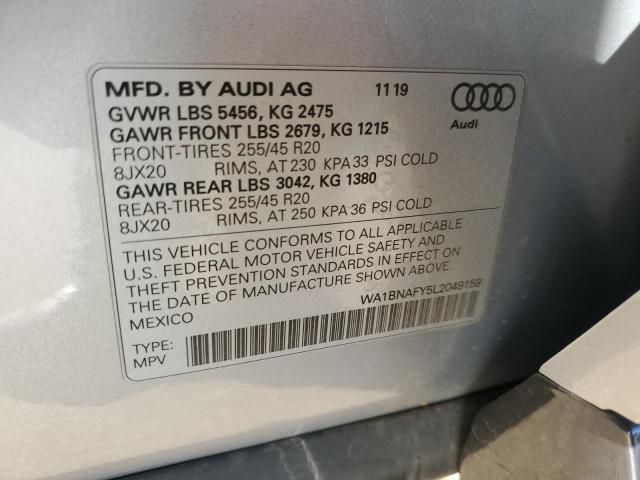 MFD. BY AUDI AG 11 19
GVWR LBS 5456, KG 2475
GAWR FRONT LBS 2679, KG 1215
Audi
FRONT-TIRES 255/45 R20
8JX20 RIMS, AT 230 KPA 33 PSI COLD
GAWR REAR LBS 3042, KG 1380
REAR-TIRES 255/45 R20
8JX20 RIMS, AT 250 KPA 36 PSI COLD
THIS VEHICLE CONFORMS TO ALL APPLICABLE
U.S. FEDERAL MOTOR VEHICLE SAFETY AND
THEFT PREVENTION STANDARDS IN EFFECT ON
THE DATE OF MANUFACTURE SHOWN ABOVE.
MEXICO
WA1BNAFY5L2049159
TYPE:
MPV